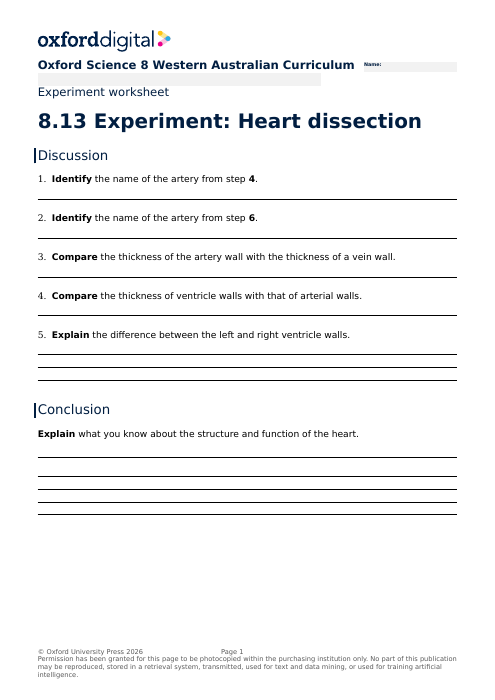 oxforddigital
Oxford Science 8 Western Australian Curriculum Name:
Experiment worksheet
8.13 Experiment: Heart dissection
Discussion
1. Identify the name of the artery from step 4.
2. Identify the name of the artery from step 6.
3. Compare the thickness of the artery wall with the thickness of a vein wall.
4. Compare the thickness of ventricle walls with that of arterial walls.
5. Explain the difference between the left and right ventricle walls.
Conclusion
Explain what you know about the structure and function of the heart.
© Oxford University Press 2026 Page 1
Permission has been granted for this page to be photocopied within the purchasing institution only. No part of this publication
may be reproduced, stored in a retrieval system, transmitted, used for text and data mining, or used for training artificial
intelligence.